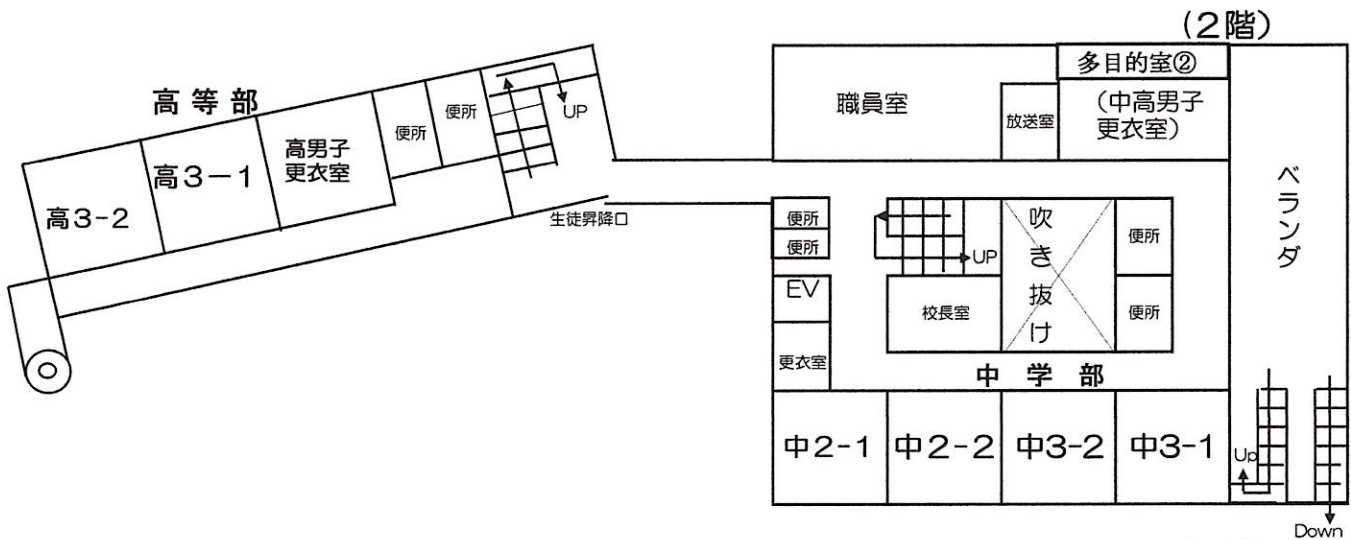 (2階)
高等部
高3-2
高3-1
高男子
更衣室
便所
便所
UP
生徒昇降口
職員室
放送室
多目的室②
(中高男子
更衣室)
ベランダ
便所
便所
EV
更衣室
UP
校長室
吹き抜け
便所
便所
中学部
中2-1
中2-2
中3-2
中3-1
Up
Down